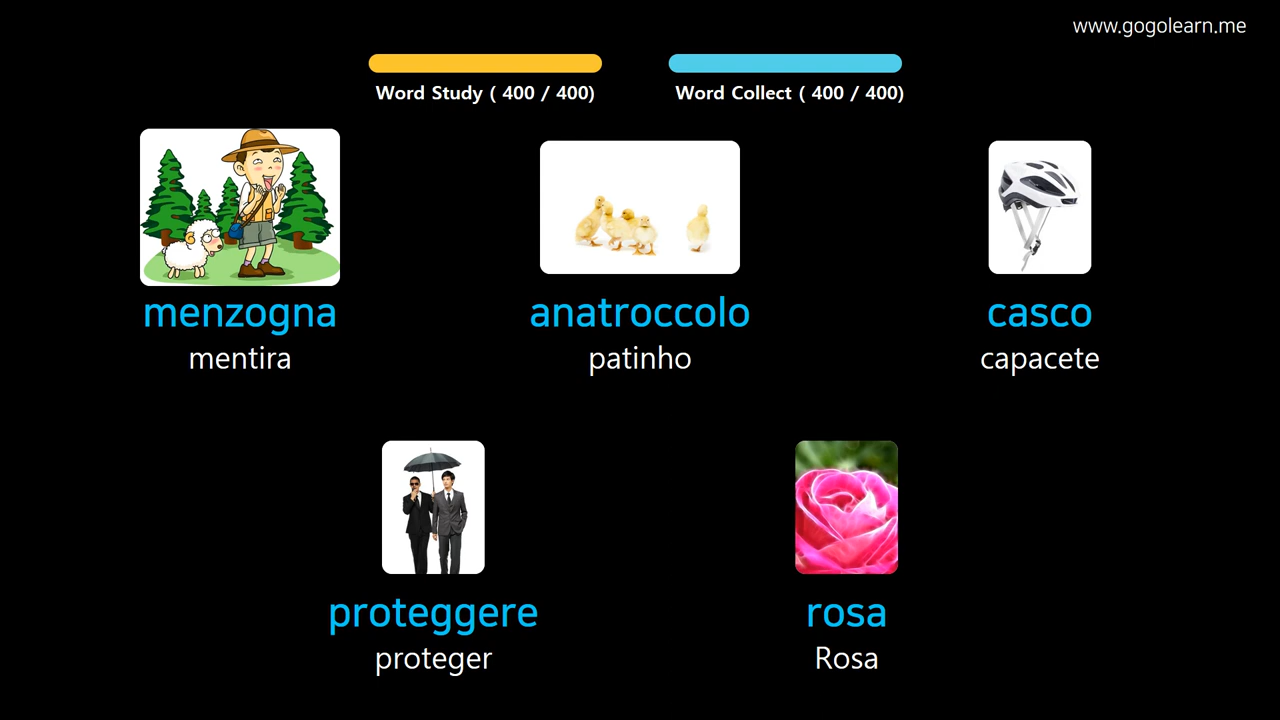 www.gogolearn.me
Word Study ( 400 / 400)
Word Collect ( 400 / 400)
menzogna
mentira
anatroccolo
patinho
casco
capacete
proteggere
proteger
rosa
Rosa